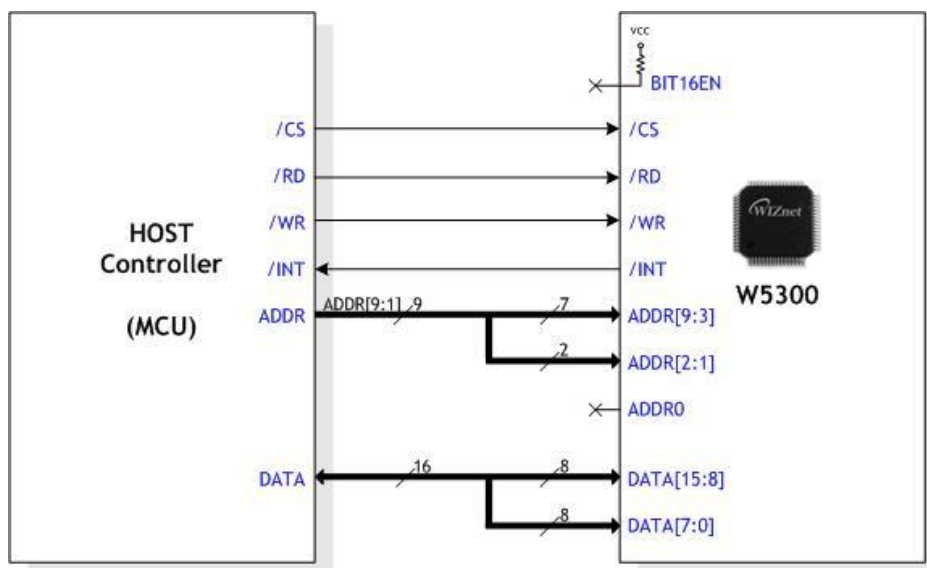 vcc
BIT16EN
/CS
/CS
/RD
/RD
/WR
/WR
HOST
Controller
(MCU)
WIZnet
W5300
/INT
/INT
ADDR
ADDR[9:1]
9
7
ADDR[9:3]
2
ADDR[2:1]
ADDR0
DATA
16
8
DATA[15:8]
8
DATA[7:0]